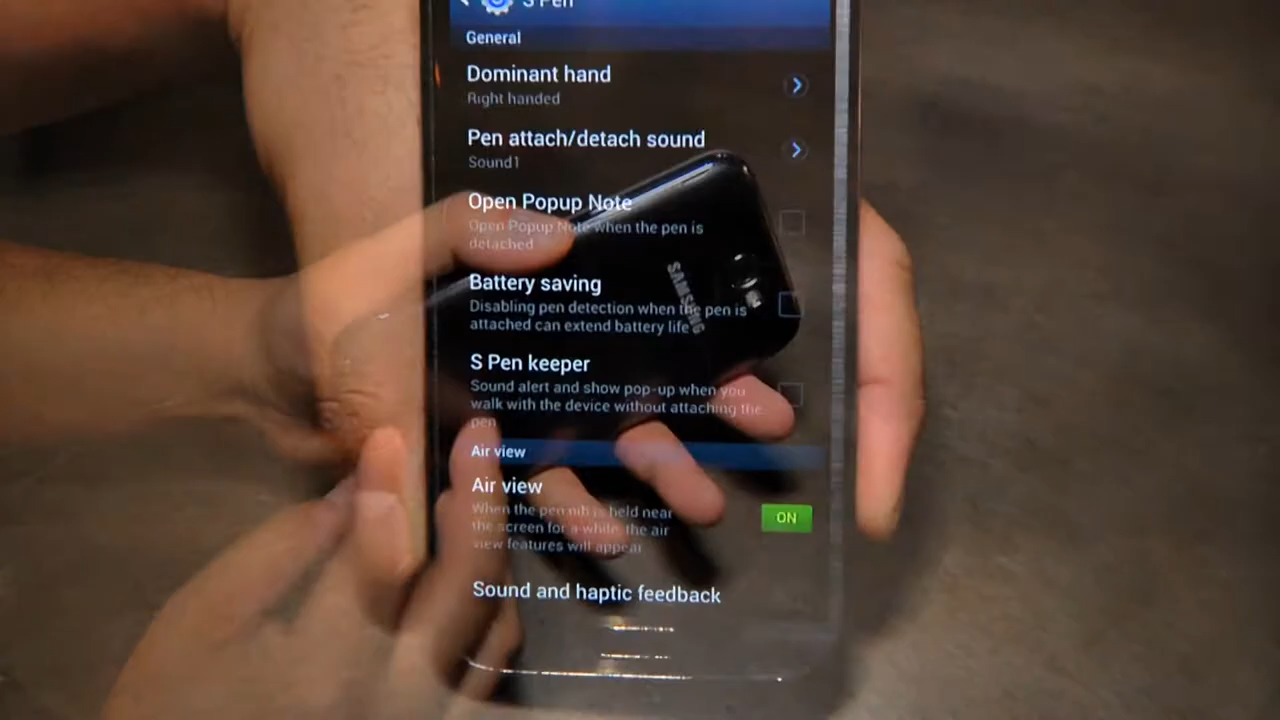 S Pen
General
Dominant hand
Right handed
Pen attach/detach sound
Sound1
Open Popup Note
Open Popup Note when the pen is
detached
Battery saving
Disabling pen detection when the pen is
attached can extend battery life
SAMSUNG
S Pen keeper
Sound alert and show pop-up when you
walk with the device without attaching the
pen
Air view
Air view
When the pen nib is held near
the screen for a while, the air
view features will appear
ON
Sound and haptic feedback